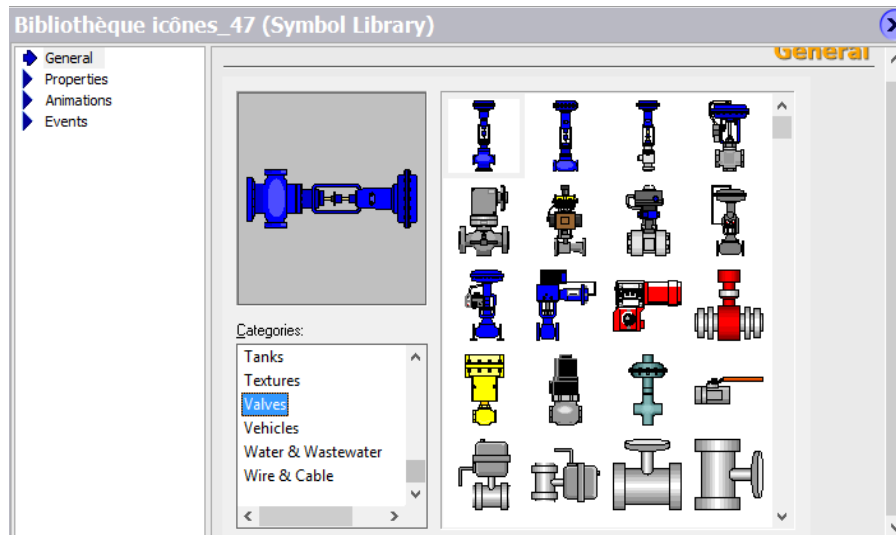 Bibliothèque icônes_47 (Symbol Library)
General
General
Properties
Animations
Events
Categories:
Tanks
Textures
Valves
Vehicles
Water & Wastewater
Wire & Cable